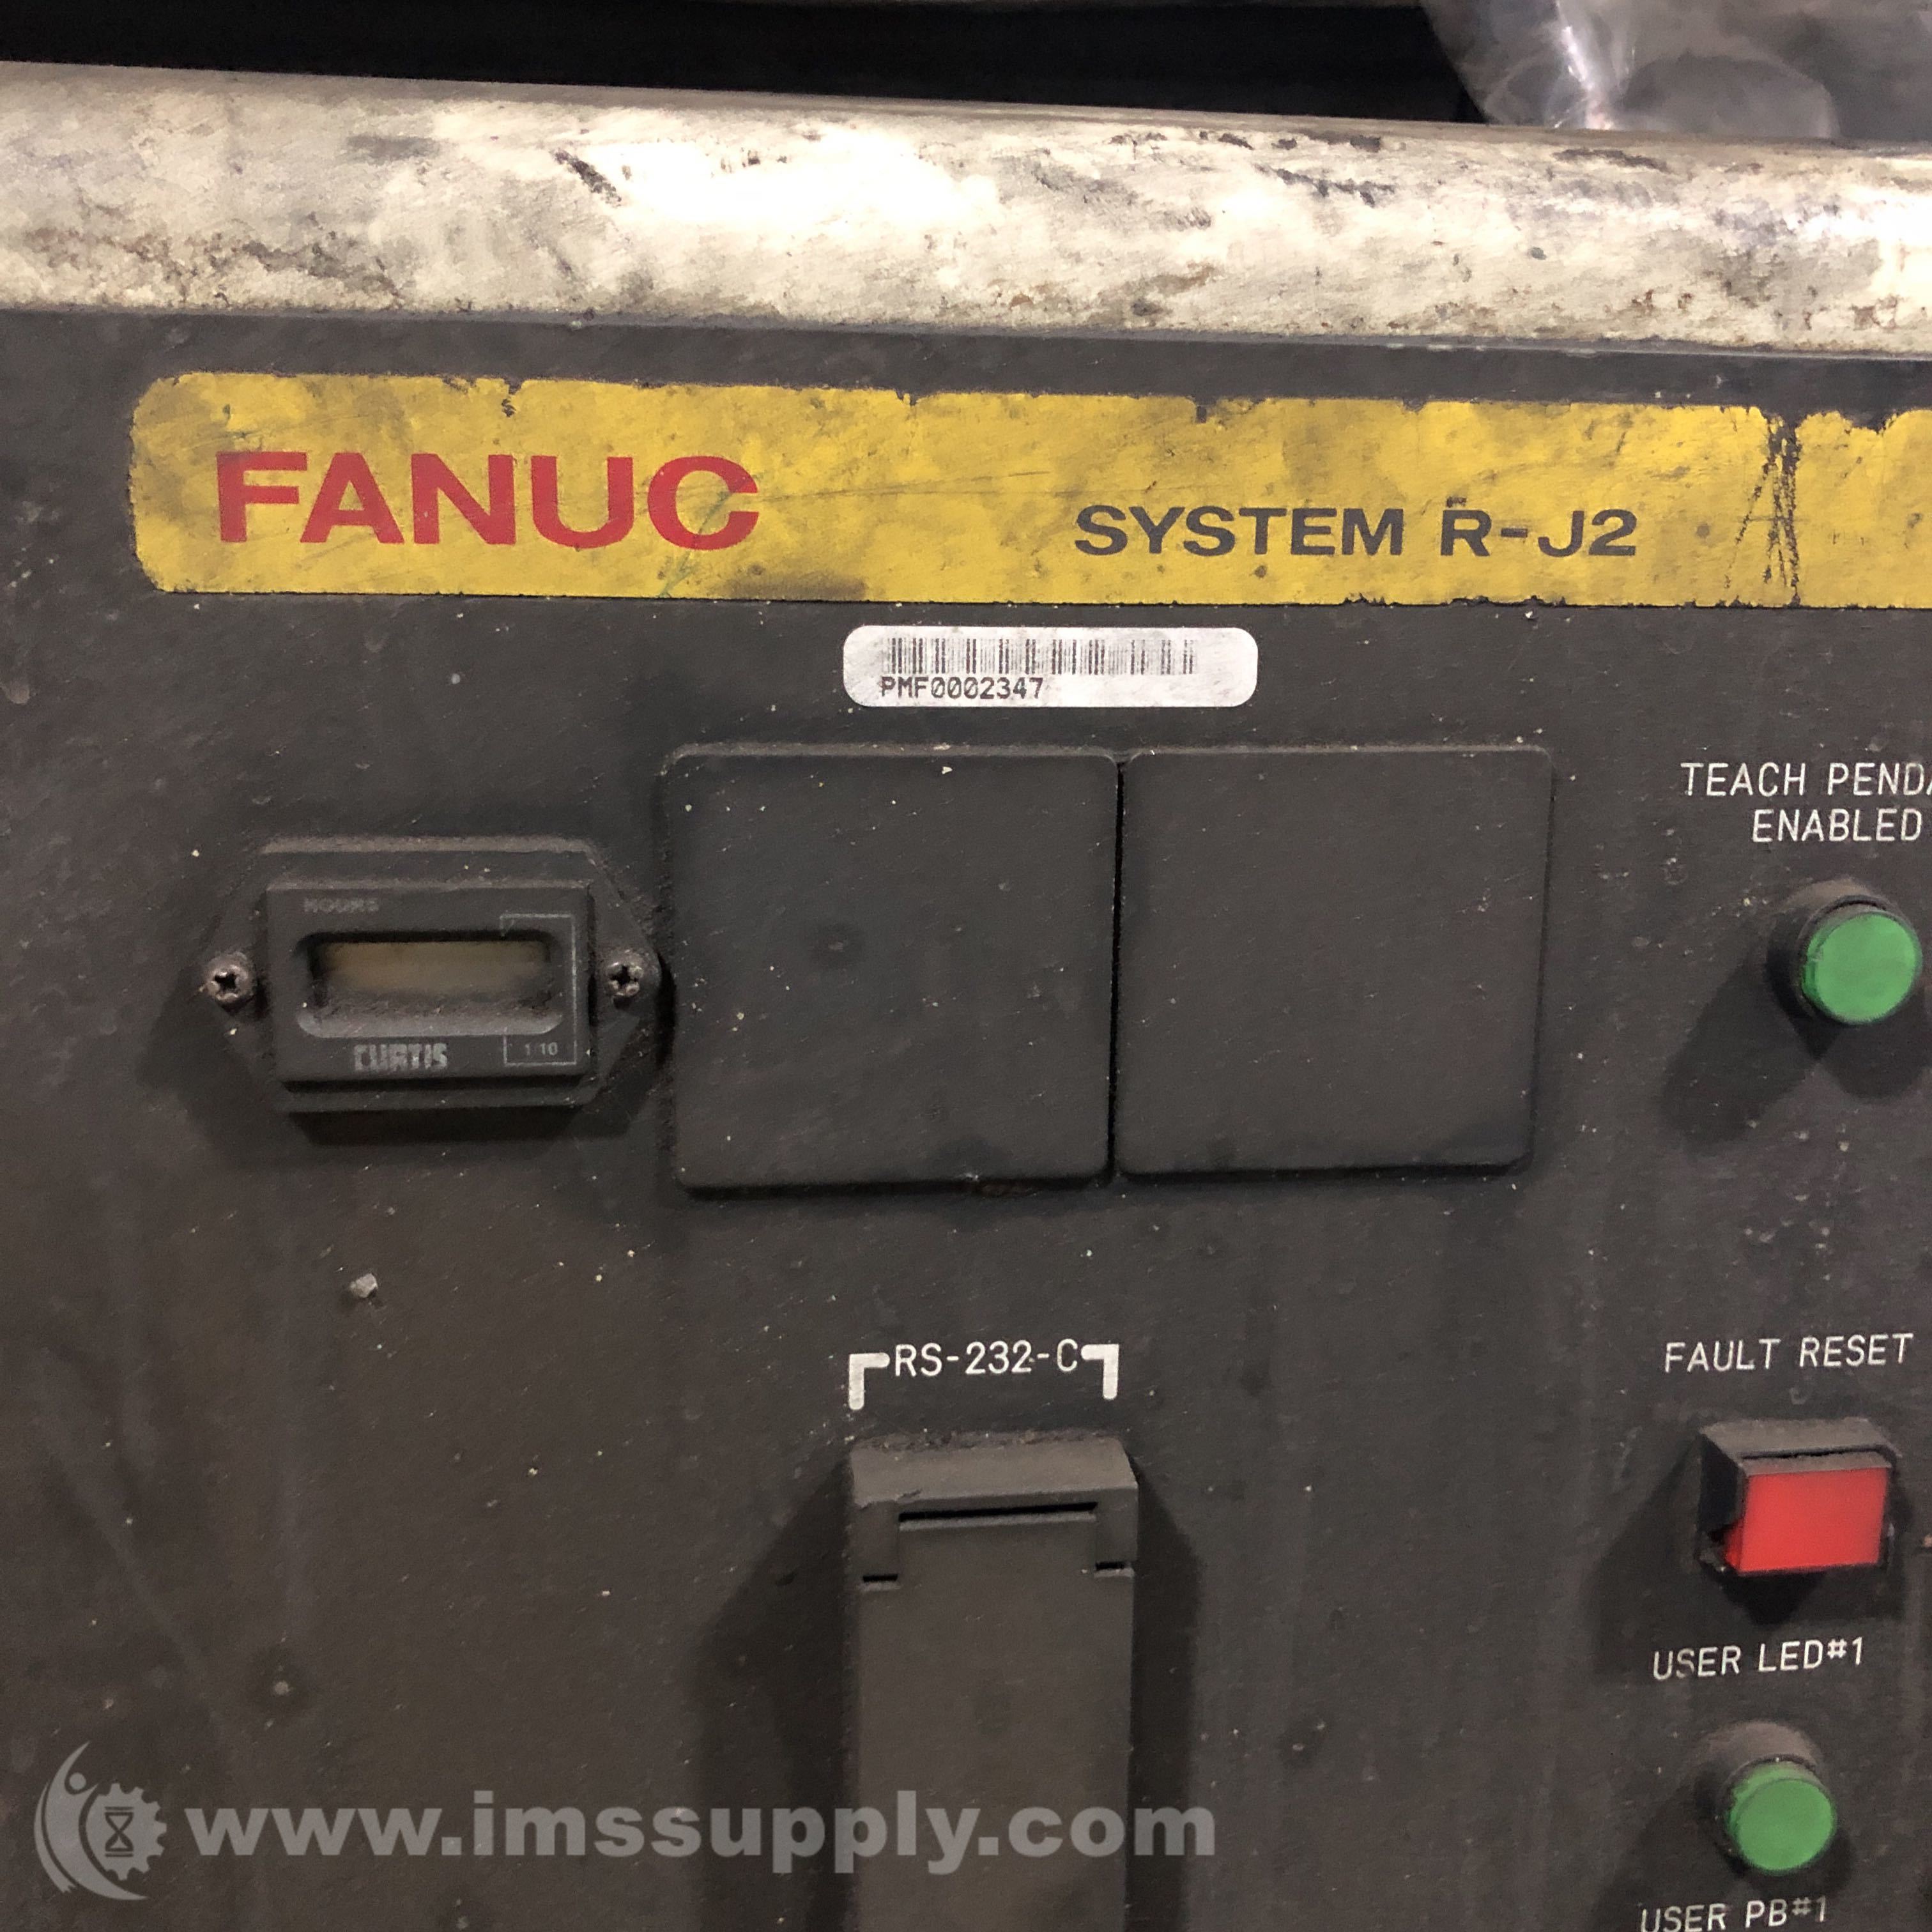 FANUC SYSTEM R-J2
PMF0002347
TEACH PENDA
ENABLED
HOURS
CURTIS
1/10
RS-232-C
FAULT RESET
USER LED#1
www.imssupply.com
USER PB#1